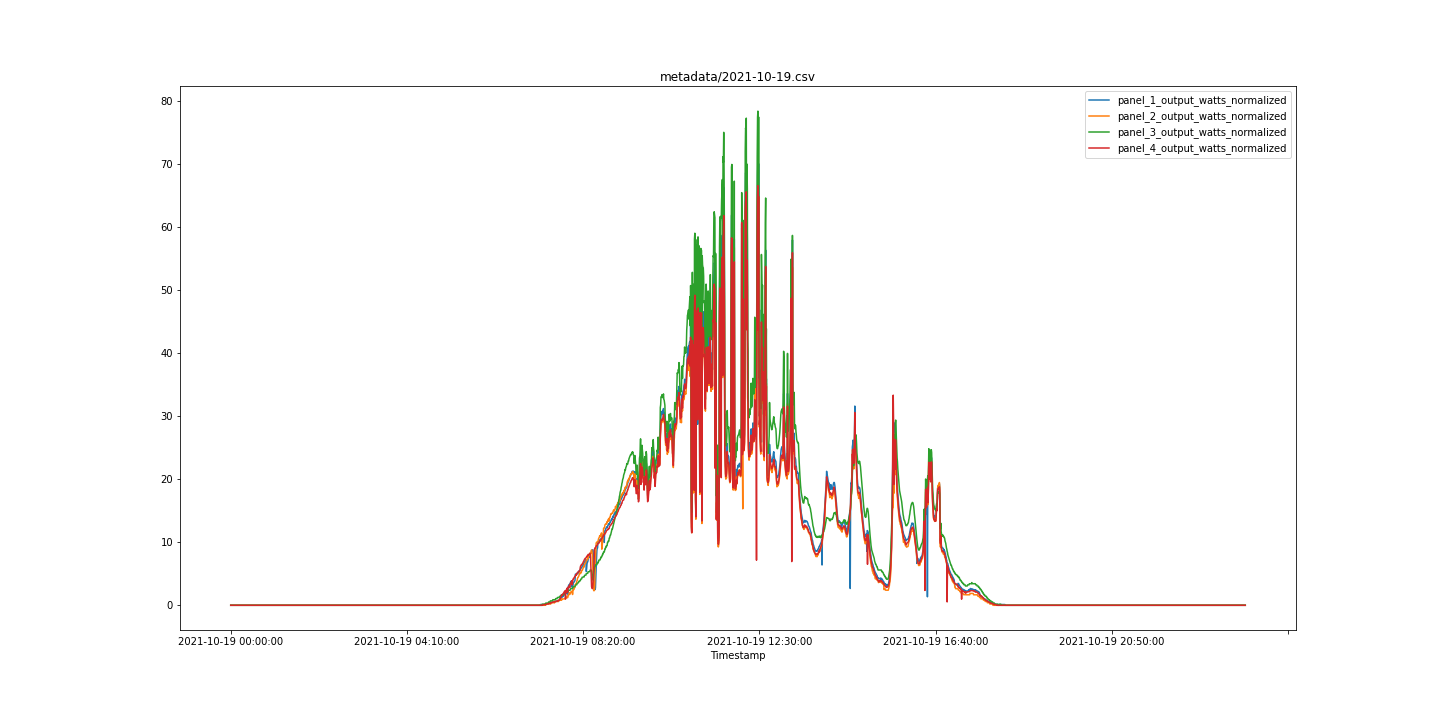 metadata/2021-10-19.csv
panel_1_output_watts_normalized
panel_2_output_watts_normalized
panel_3_output_watts_normalized
panel_4_output_watts_normalized
80
70
60
50
40
30
20
10
0
2021-10-19 00:00:00 2021-10-19 04:10:00 2021-10-19 08:20:00 2021-10-19 12:30:00 2021-10-19 16:40:00 2021-10-19 20:50:00
Timestamp